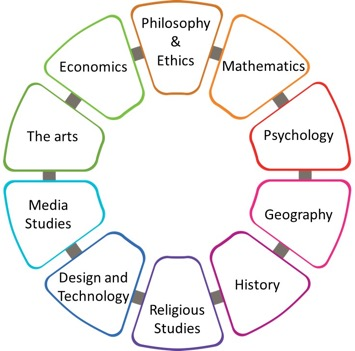 Philosophy
&
Ethics
Mathematics
Psychology
Geography
History
Religious
Studies
Design and
Technology
Media
Studies
The arts
Economics